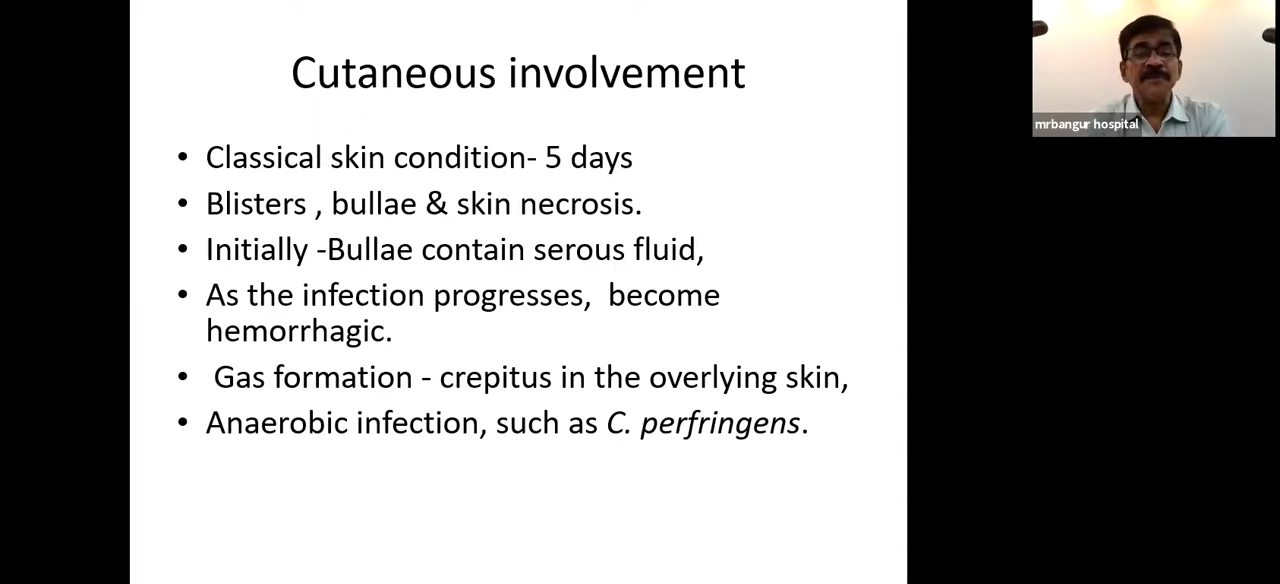 Cutaneous involvement
• Classical skin condition- 5 days
• Blisters , bullae & skin necrosis.
• Initially -Bullae contain serous fluid,
• As the infection progresses,  become
hemorrhagic.
•  Gas formation - crepitus in the overlying skin,
• Anaerobic infection, such as C. perfringens.
mrbangur hospital